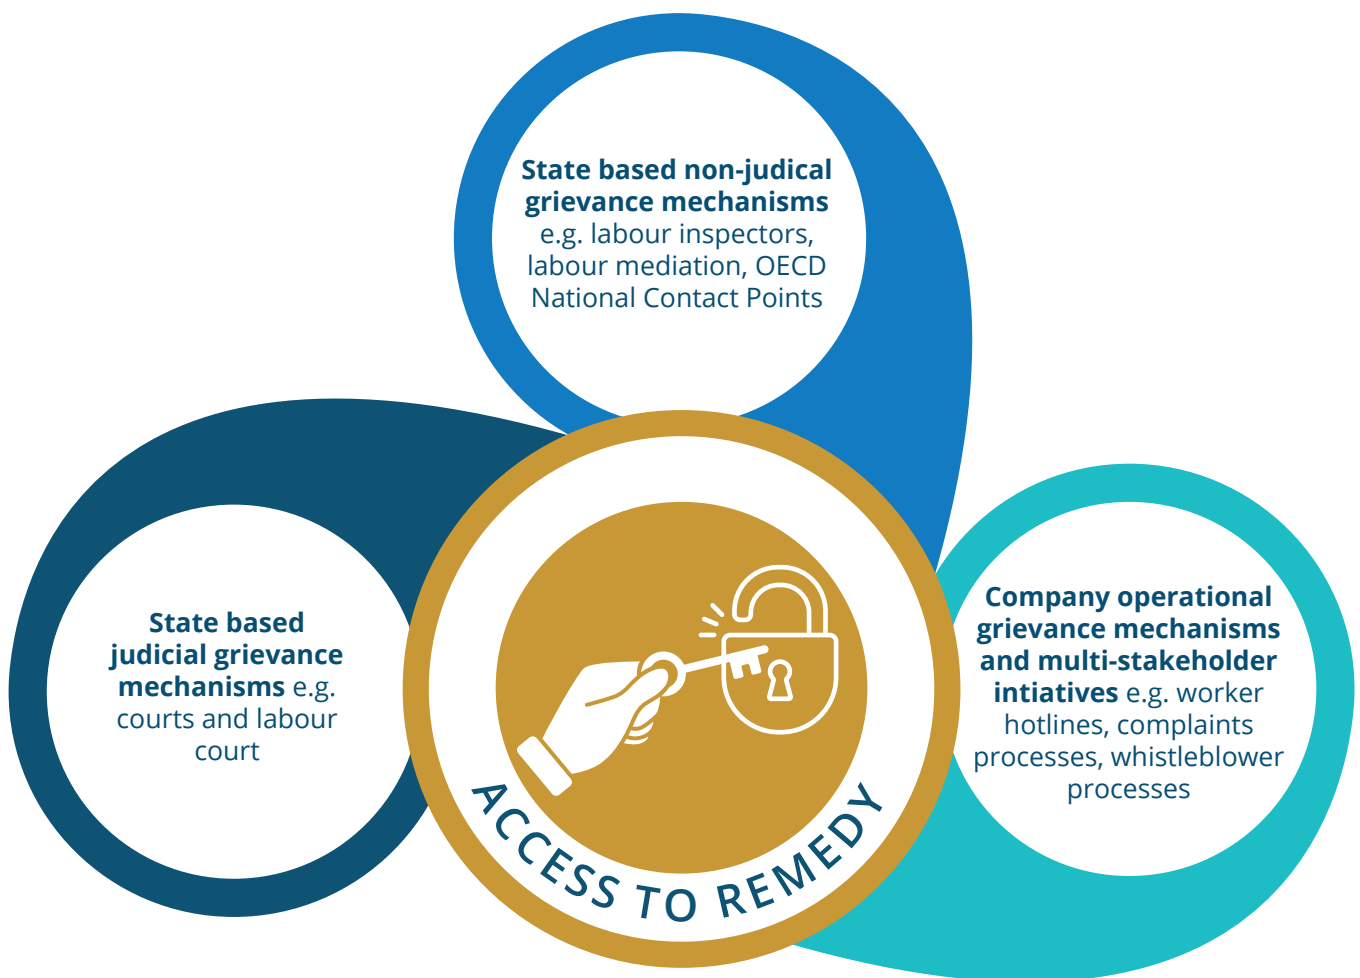 State based non-judical
grievance mechanisms
e.g. labour inspectors,
labour mediation, OECD
National Contact Points
State based
judicial grievance
mechanisms e.g.
courts and labour
court
Company operational
grievance mechanisms
and multi-stakeholder
intiatives e.g. worker
hotlines, complaints
processes, whistleblower
processes
ACCESS TO REMEDY